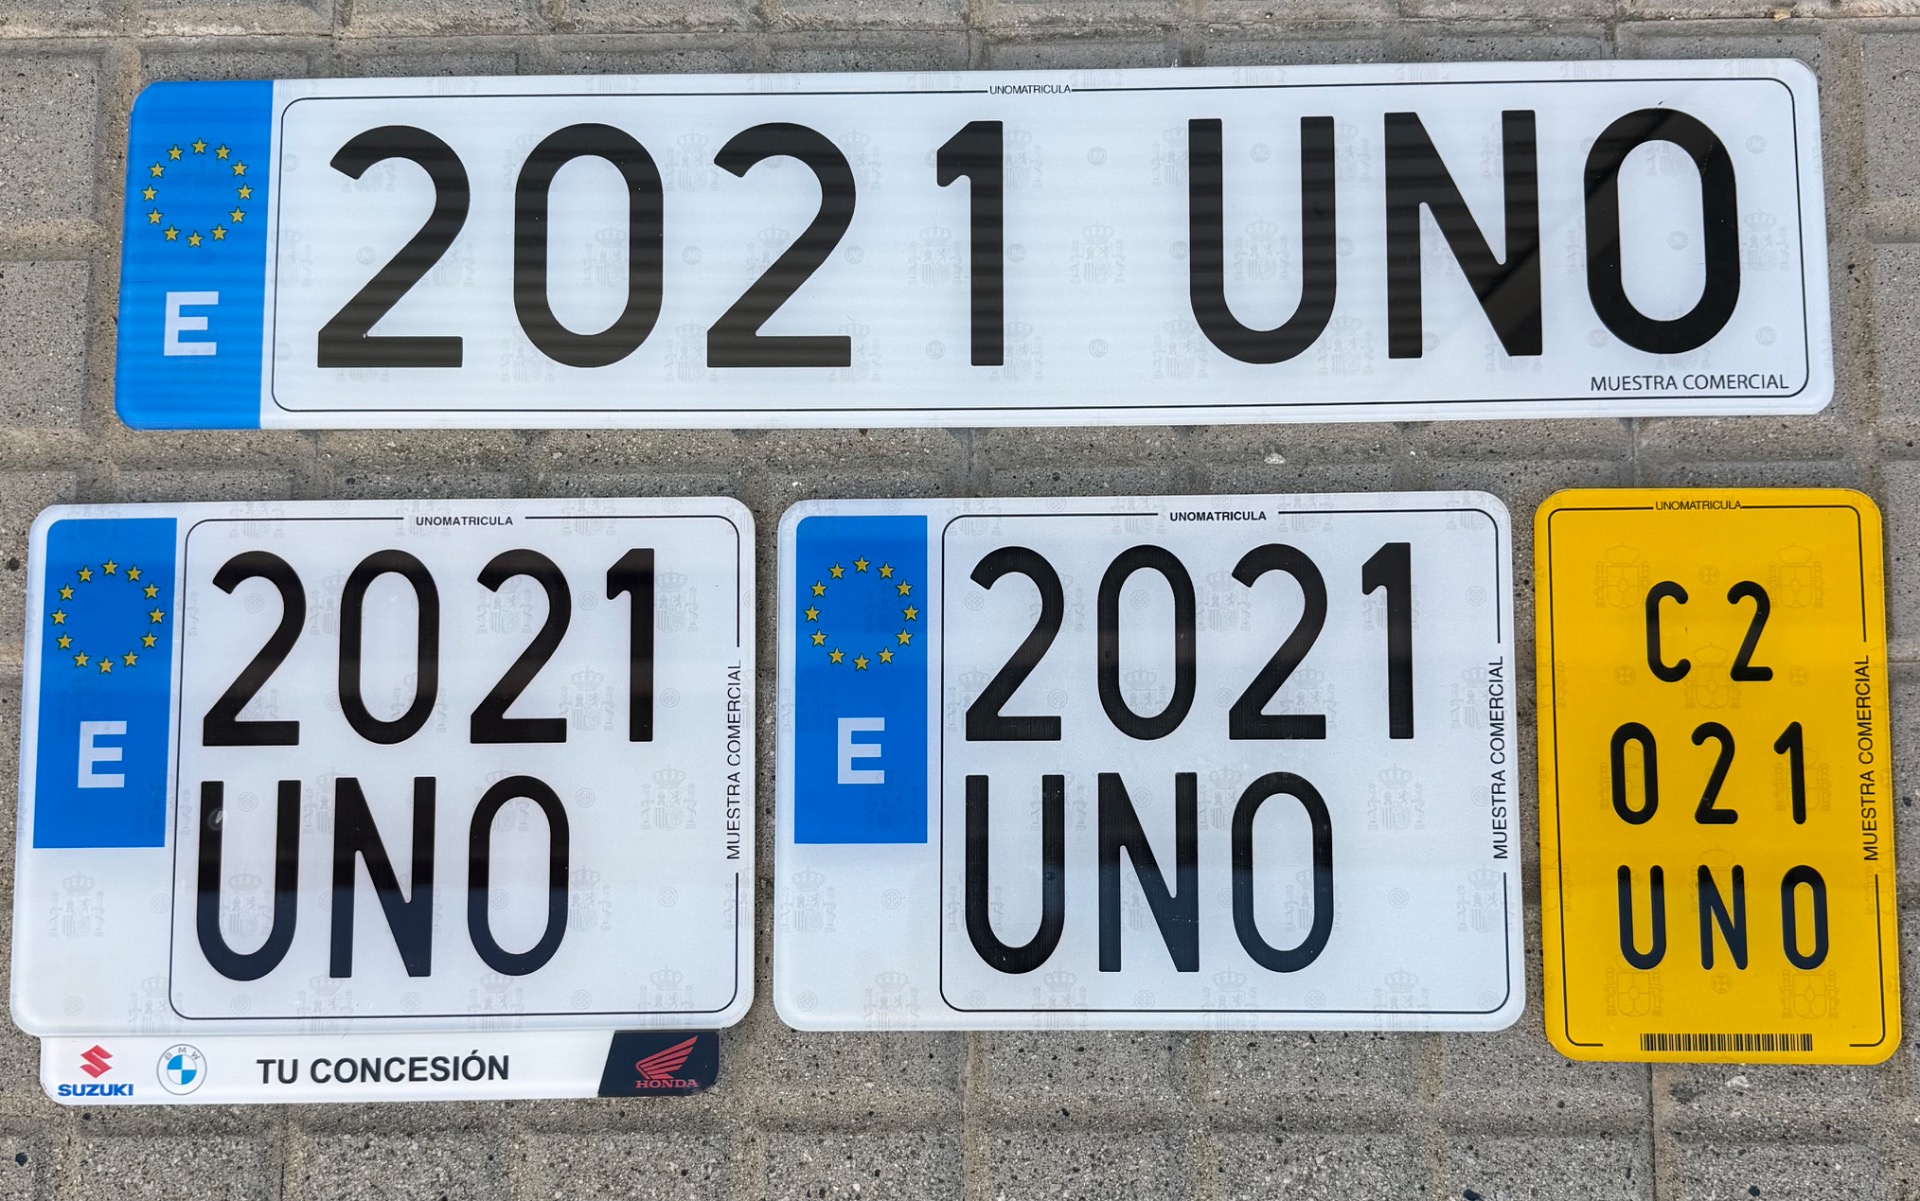 UNOMATRICULA
E
2021 UNO
MUESTRA COMERCIAL
UNOMATRICULA
E
2021
UNO
MUESTRA COMERCIAL
SUZUKI
BMW
TU CONCESIÓN
HONDA
UNOMATRICULA
E
2021
UNO
MUESTRA COMERCIAL
UNOMATRICULA
C2
021
UNO
MUESTRA COMERCIAL